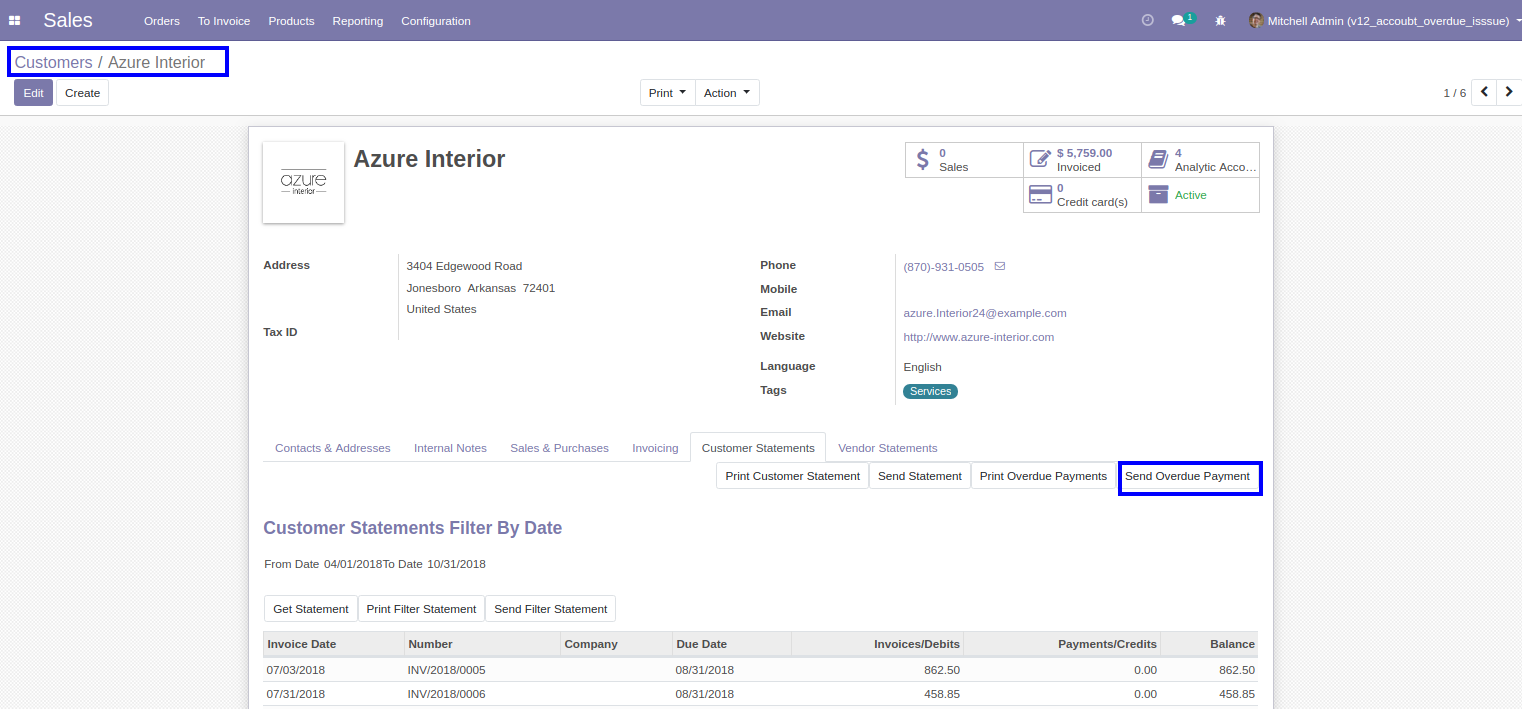 Sales Orders To Invoice Products Reporting Configuration 1 Mitchell Admin (v12_accoubt_overdue_isssue)
Customers / Azure Interior
Edit Create Print Action 1 / 6
azure
interior
Azure Interior
0
Sales
$ 5,759.00
Invoiced
4
Analytic Acco...
0
Credit card(s)
Active
Address 3404 Edgewood Road
Jonesboro Arkansas 72401
United States
Tax ID
Phone (870)-931-0505
Mobile
Email azure.Interior24@example.com
Website http://www.azure-interior.com
Language English
Tags Services
Contacts & Addresses Internal Notes Sales & Purchases Invoicing Customer Statements Vendor Statements
Print Customer Statement Send Statement Print Overdue Payments Send Overdue Payment
Customer Statements Filter By Date
From Date 04/01/2018To Date 10/31/2018
Get Statement Print Filter Statement Send Filter Statement
Invoice Date Number Company Due Date Invoices/Debits Payments/Credits Balance
07/03/2018 INV/2018/0005 08/31/2018 862.50 0.00 862.50
07/31/2018 INV/2018/0006 08/31/2018 458.85 0.00 458.85